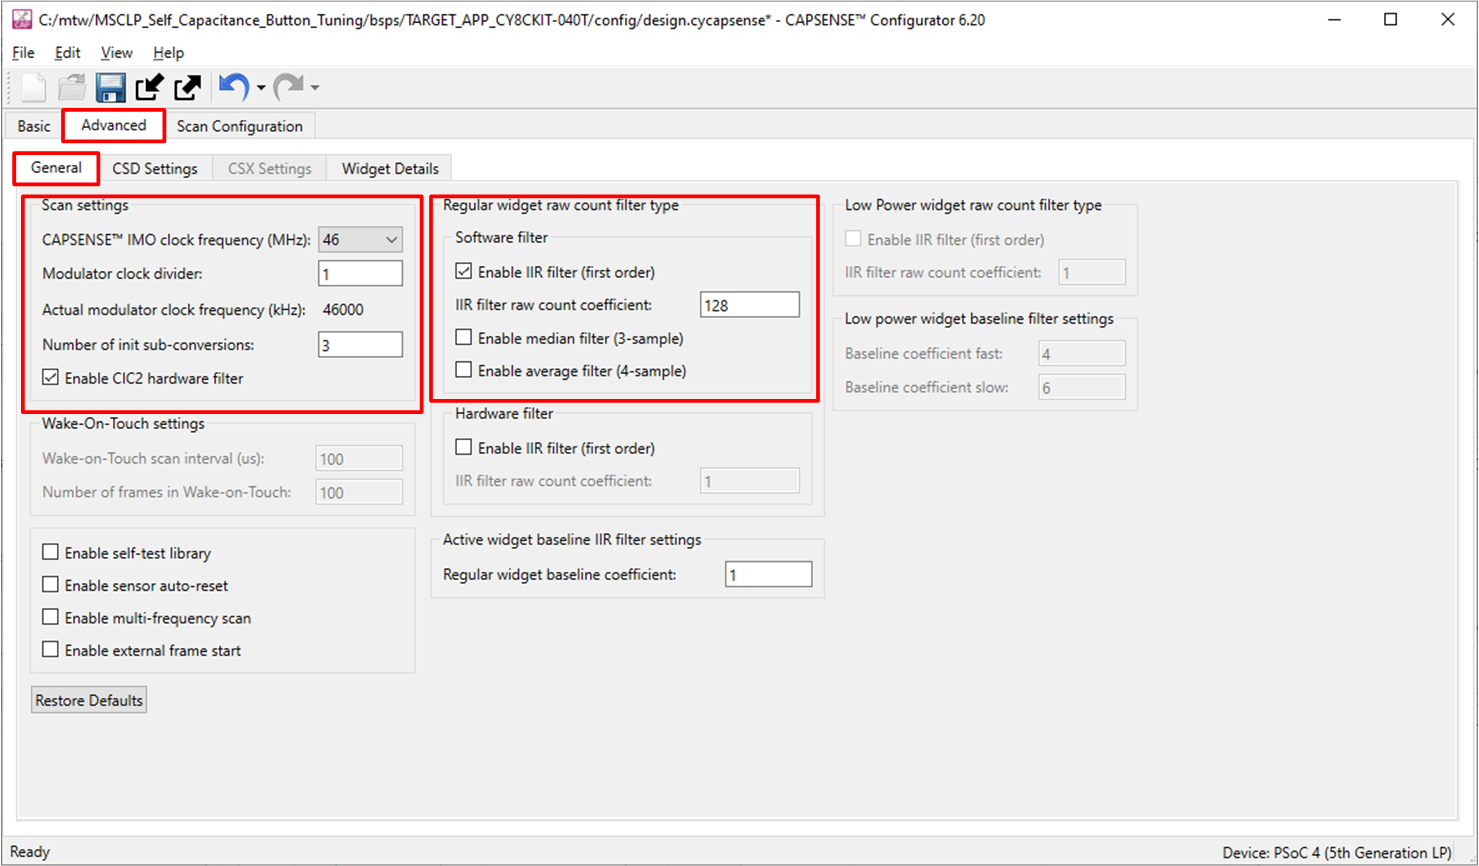 C:/mtw/MSCLP_Self_Capacitance_Button_Tuning/bsps/TARGET_APP_CY8CKIT-040T/config/design.cycapsense* - CAPSENSE™ Configurator 6.20
File Edit View Help
Basic Advanced Scan Configuration
General CSD Settings CSX Settings Widget Details
Scan settings
CAPSENSE™ IMO clock frequency (MHz): 46
Modulator clock divider: 1
Actual modulator clock frequency (kHz): 46000
Number of init sub-conversions: 3
Enable CIC2 hardware filter
Wake-On-Touch settings
Wake-on-Touch scan interval (us): 100
Number of frames in Wake-on-Touch: 100
Enable self-test library
Enable sensor auto-reset
Enable multi-frequency scan
Enable external frame start
Restore Defaults
Regular widget raw count filter type
Software filter
Enable IIR filter (first order)
IIR filter raw count coefficient: 128
Enable median filter (3-sample)
Enable average filter (4-sample)
Hardware filter
Enable IIR filter (first order)
IIR filter raw count coefficient: 1
Active widget baseline IIR filter settings
Regular widget baseline coefficient: 1
Low Power widget raw count filter type
Enable IIR filter (first order)
IIR filter raw count coefficient: 1
Low power widget baseline filter settings
Baseline coefficient fast: 4
Baseline coefficient slow: 6
Ready
Device: PSoC 4 (5th Generation LP)